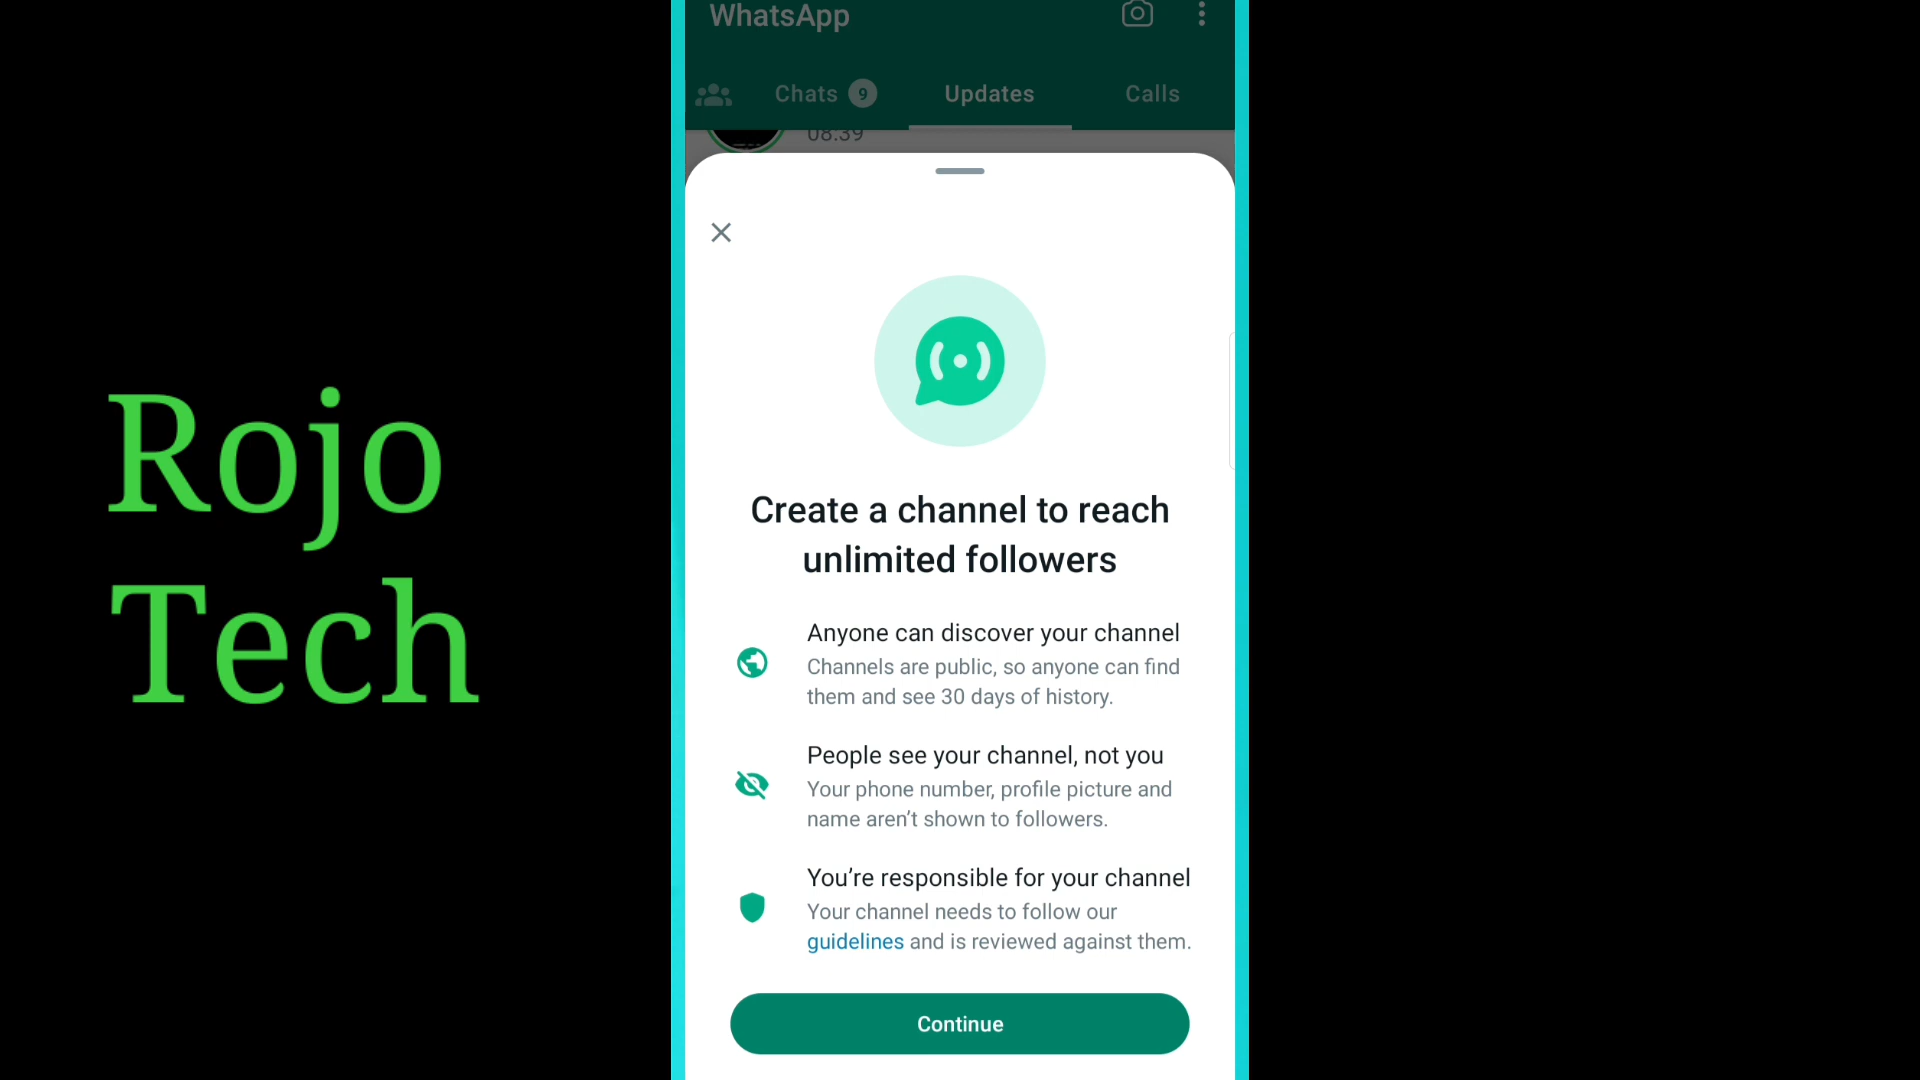 WhatsApp
Chats 9 Updates Calls
08.39
Rojo
Tech
Create a channel to reach
unlimited followers
Anyone can discover your channel
Channels are public, so anyone can find
them and see 30 days of history.
People see your channel, not you
Your phone number, profile picture and
name aren’t shown to followers.
You’re responsible for your channel
Your channel needs to follow our
guidelines and is reviewed against them.
Continue